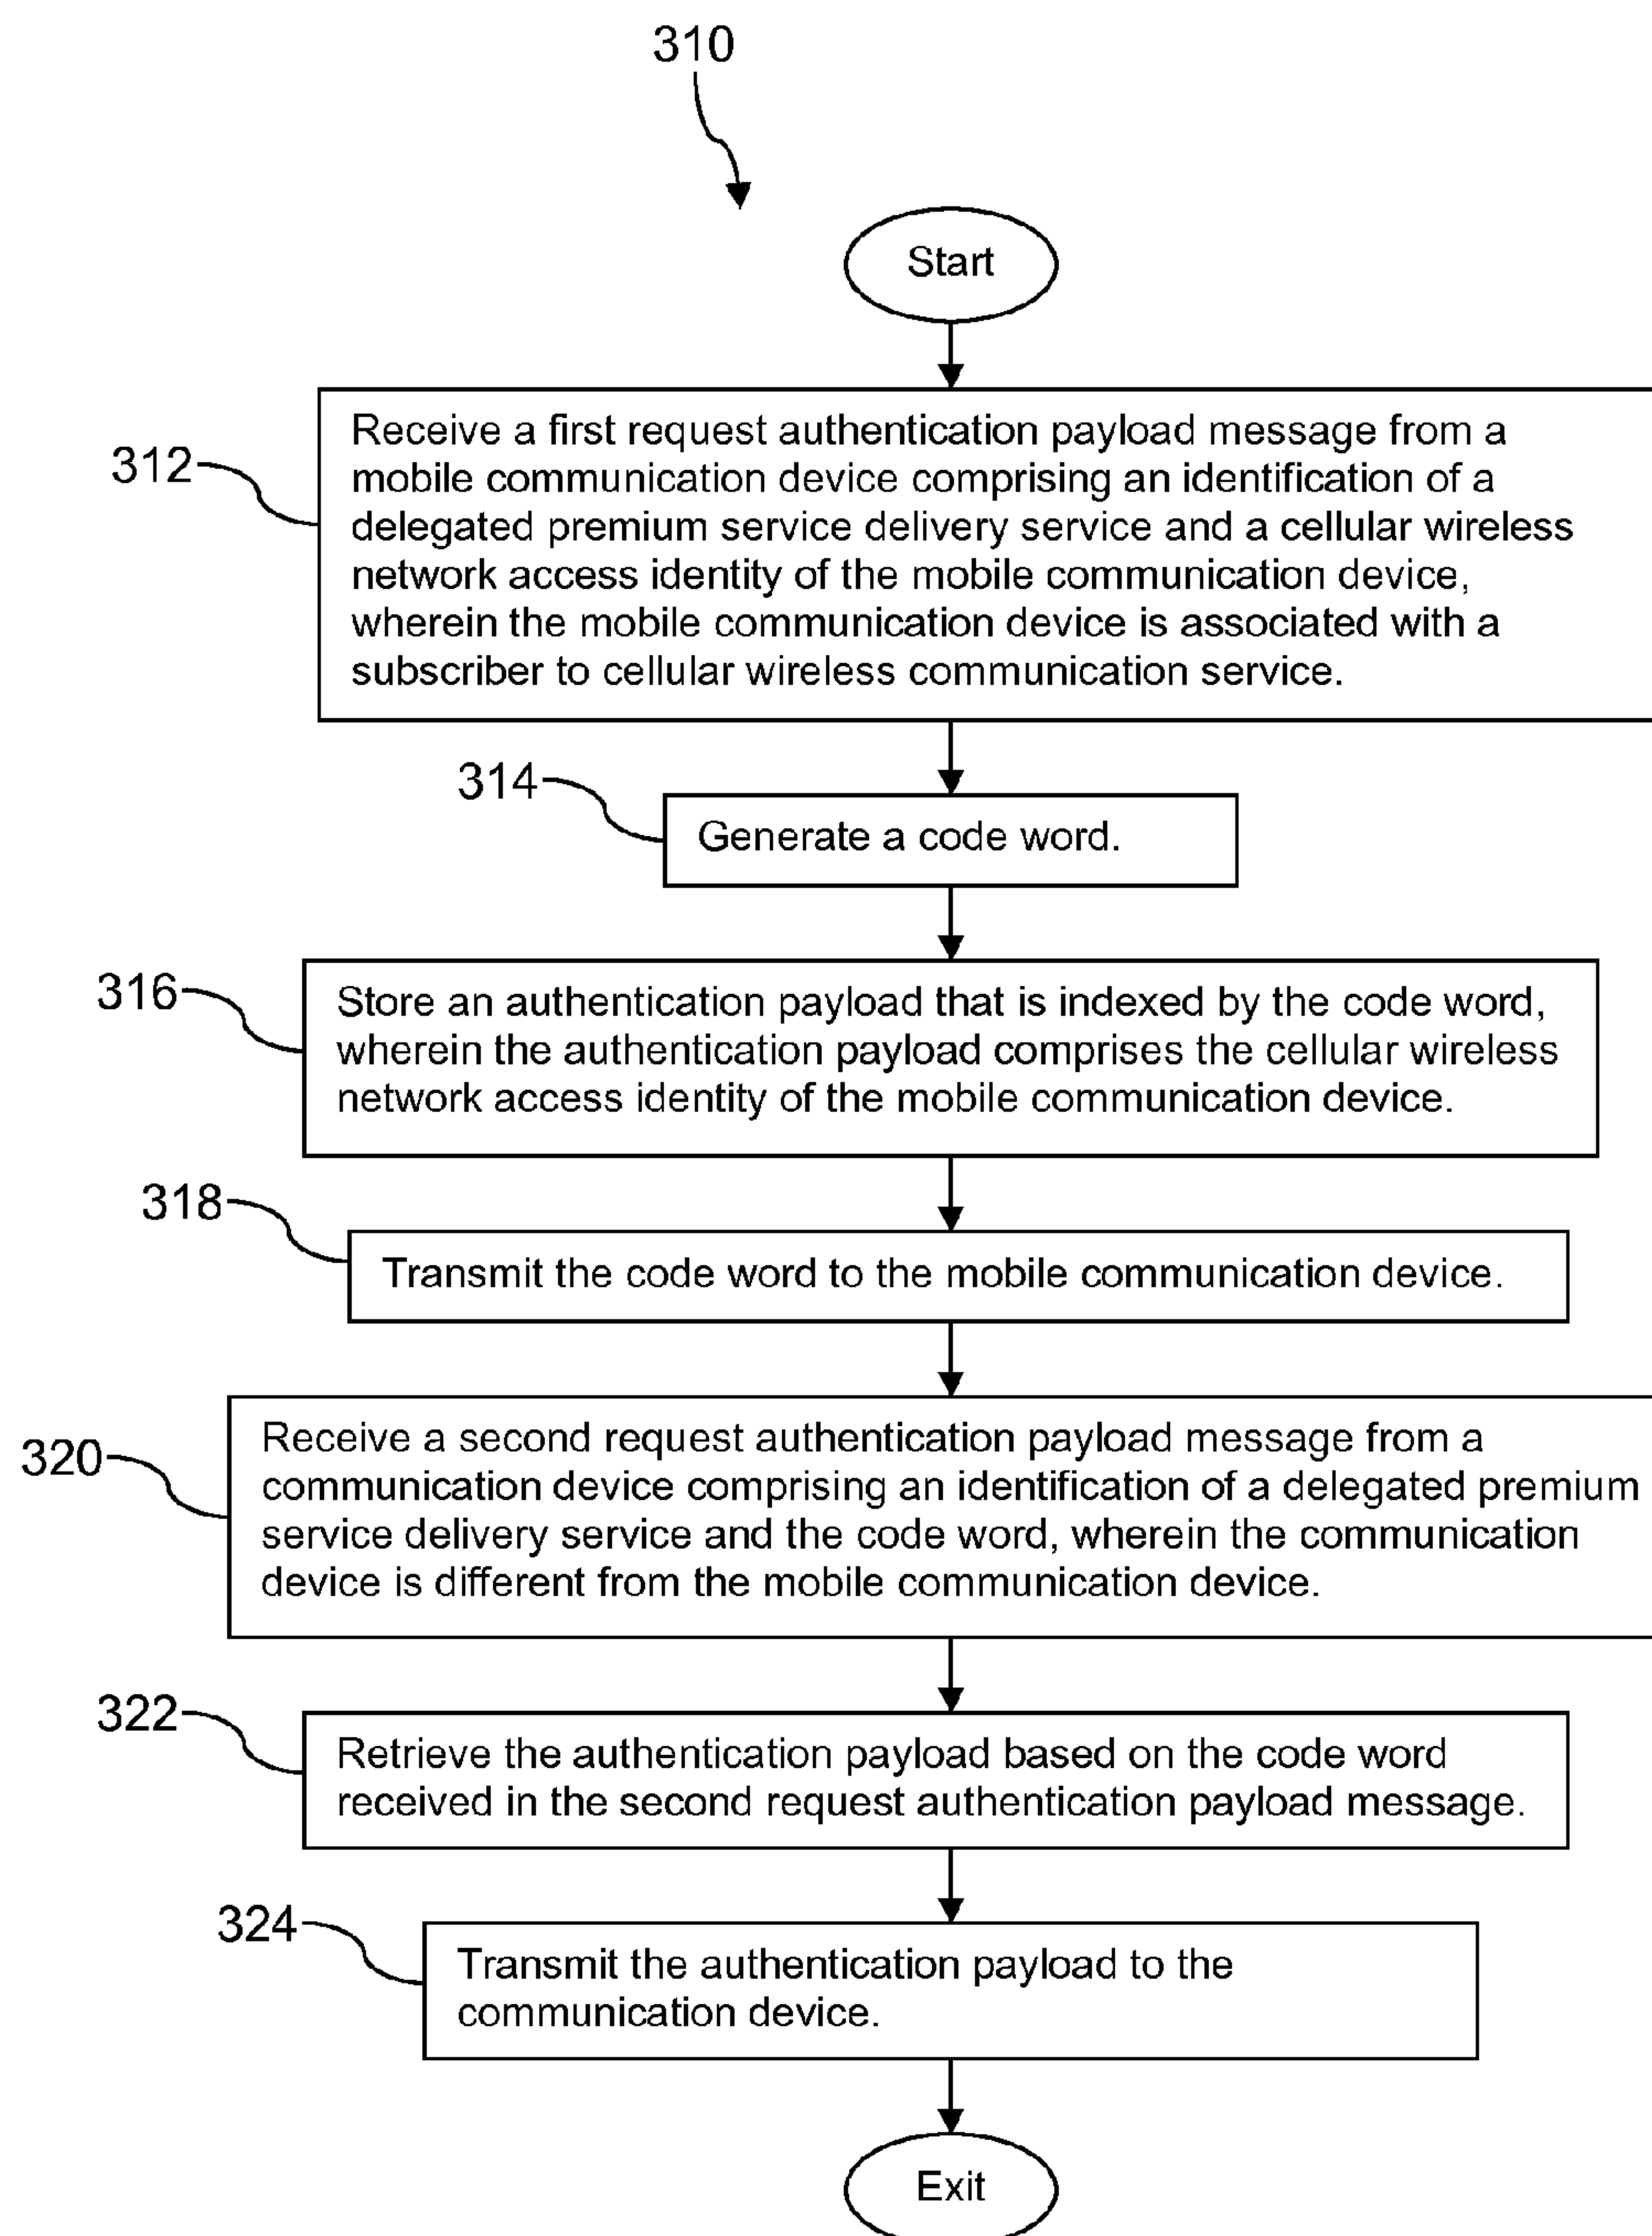 310
Start
312
Receive a first request authentication payload message from a
mobile communication device comprising an identification of a
delegated premium service delivery service and a cellular wireless
network access identity of the mobile communication device,
wherein the mobile communication device is associated with a
subscriber to cellular wireless communication service.
314
Generate a code word.
316
Store an authentication payload that is indexed by the code word,
wherein the authentication payload comprises the cellular wireless
network access identity of the mobile communication device.
318
Transmit the code word to the mobile communication device.
320
Receive a second request authentication payload message from a
communication device comprising an identification of a delegated premium
service delivery service and the code word, wherein the communication
device is different from the mobile communication device.
322
Retrieve the authentication payload based on the code word
received in the second request authentication payload message.
324
Transmit the authentication payload to the
communication device.
Exit